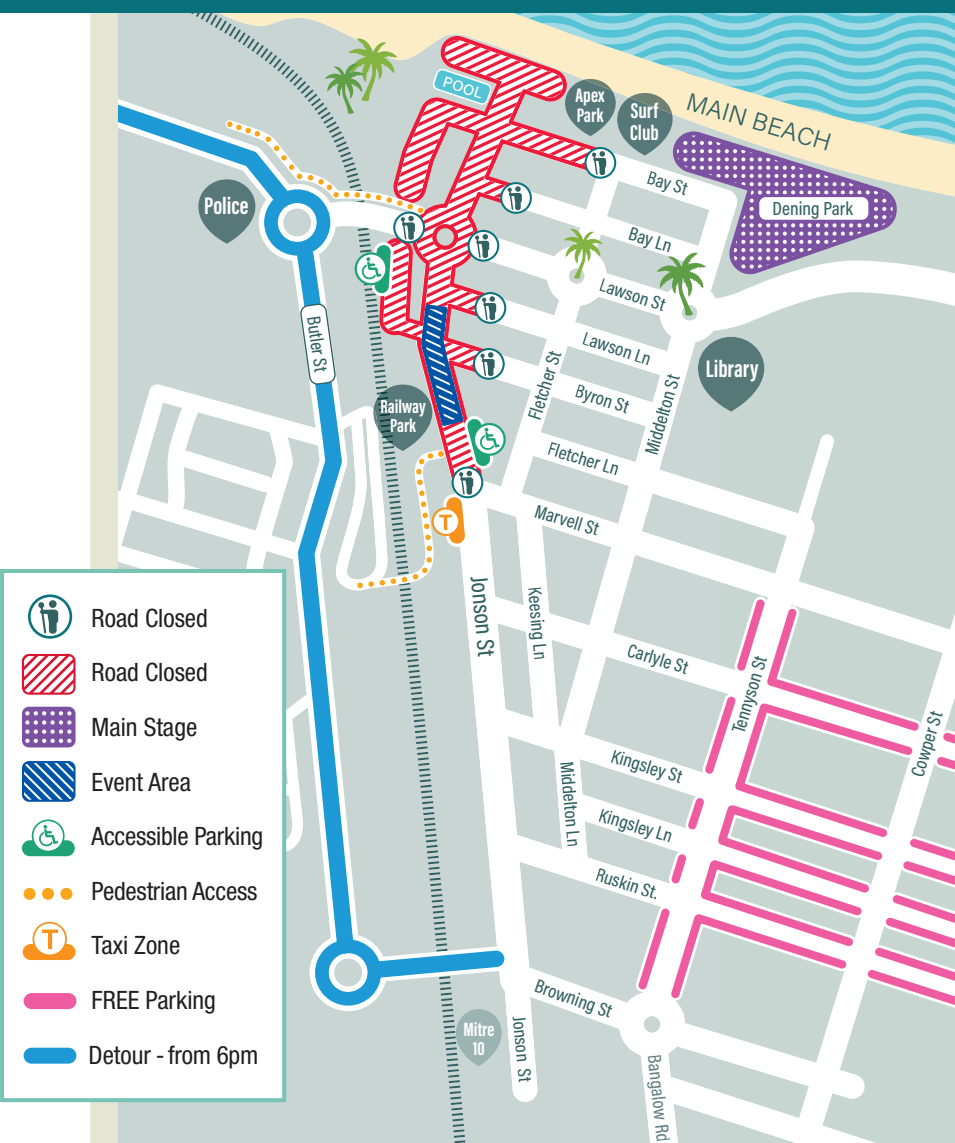 POOL
Apex
Park
Surf
Club
MAIN BEACH
Bay St
Police
Dening Park
Bay Ln
Lawson St
Butler St
Lawson Ln
Fletcher St
Library
Byron St
Middelton St
Railway
Park
Fletcher Ln
T
Marvell St
Jonson St
Keesing Ln
Carlyle St
Tennyson St
Cowper St
Kingsley St
Middelton Ln
Kingsley Ln
Ruskin St.
Browning St
Mitre
10
Jonson St
Bangalow Rd
Road Closed
Road Closed
Main Stage
Event Area
Accessible Parking
Pedestrian Access
T Taxi Zone
FREE Parking
Detour - from 6pm